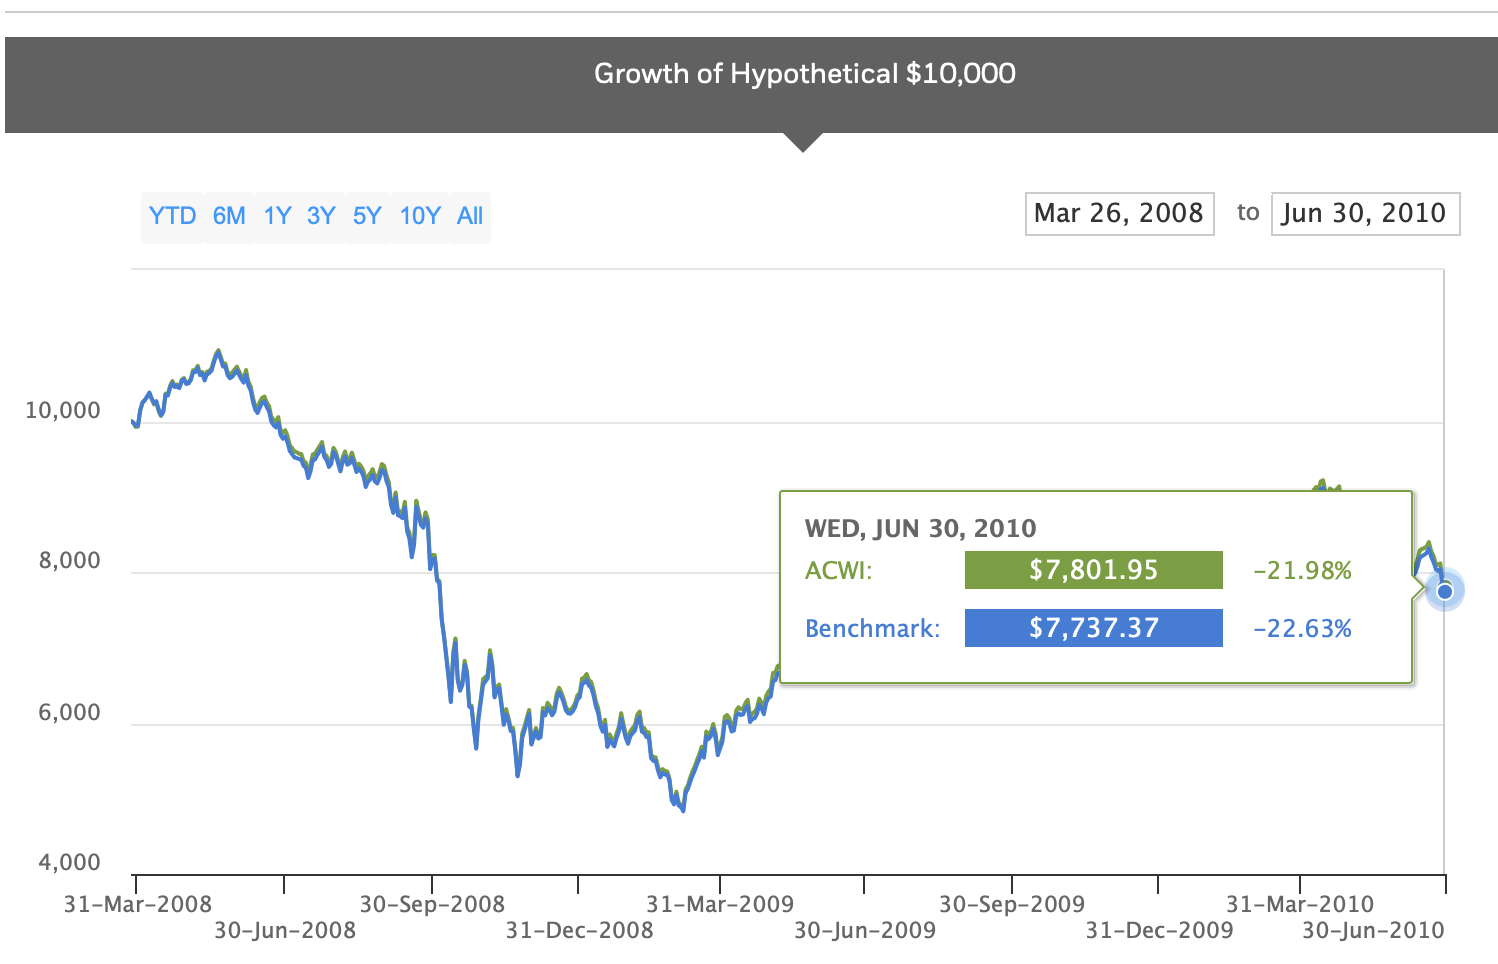 Growth of Hypothetical $10,000
YTD 6M 1Y 3Y 5Y 10Y All
Mar 26, 2008 to Jun 30, 2010
10,000
8,000
6,000
4,000
WED, JUN 30, 2010
ACWI: $7,801.95 −21.98%
Benchmark: $7,737.37 −22.63%
31-Mar-2008 30-Sep-2008 31-Mar-2009 30-Sep-2009 31-Mar-2010
30-Jun-2008 31-Dec-2008 30-Jun-2009 31-Dec-2009 30-Jun-2010